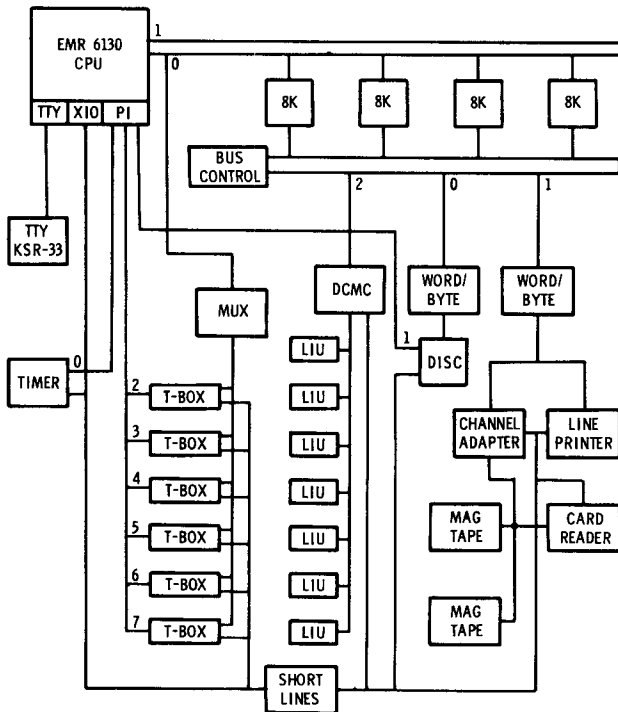 EMR 6130
CPU
1
0
TTY XIO PI
8K 8K 8K 8K
BUS
CONTROL
2 0 1
TTY
KSR-33
MUX
DCMC
WORD/
BYTE
WORD/
BYTE
1
DISC
0
TIMER
LIU
LIU
LIU
LIU
LIU
LIU
LIU
2 T-BOX
3 T-BOX
4 T-BOX
5 T-BOX
6 T-BOX
7 T-BOX
CHANNEL
ADAPTER
LINE
PRINTER
MAG
TAPE
CARD
READER
MAG
TAPE
SHORT
LINES